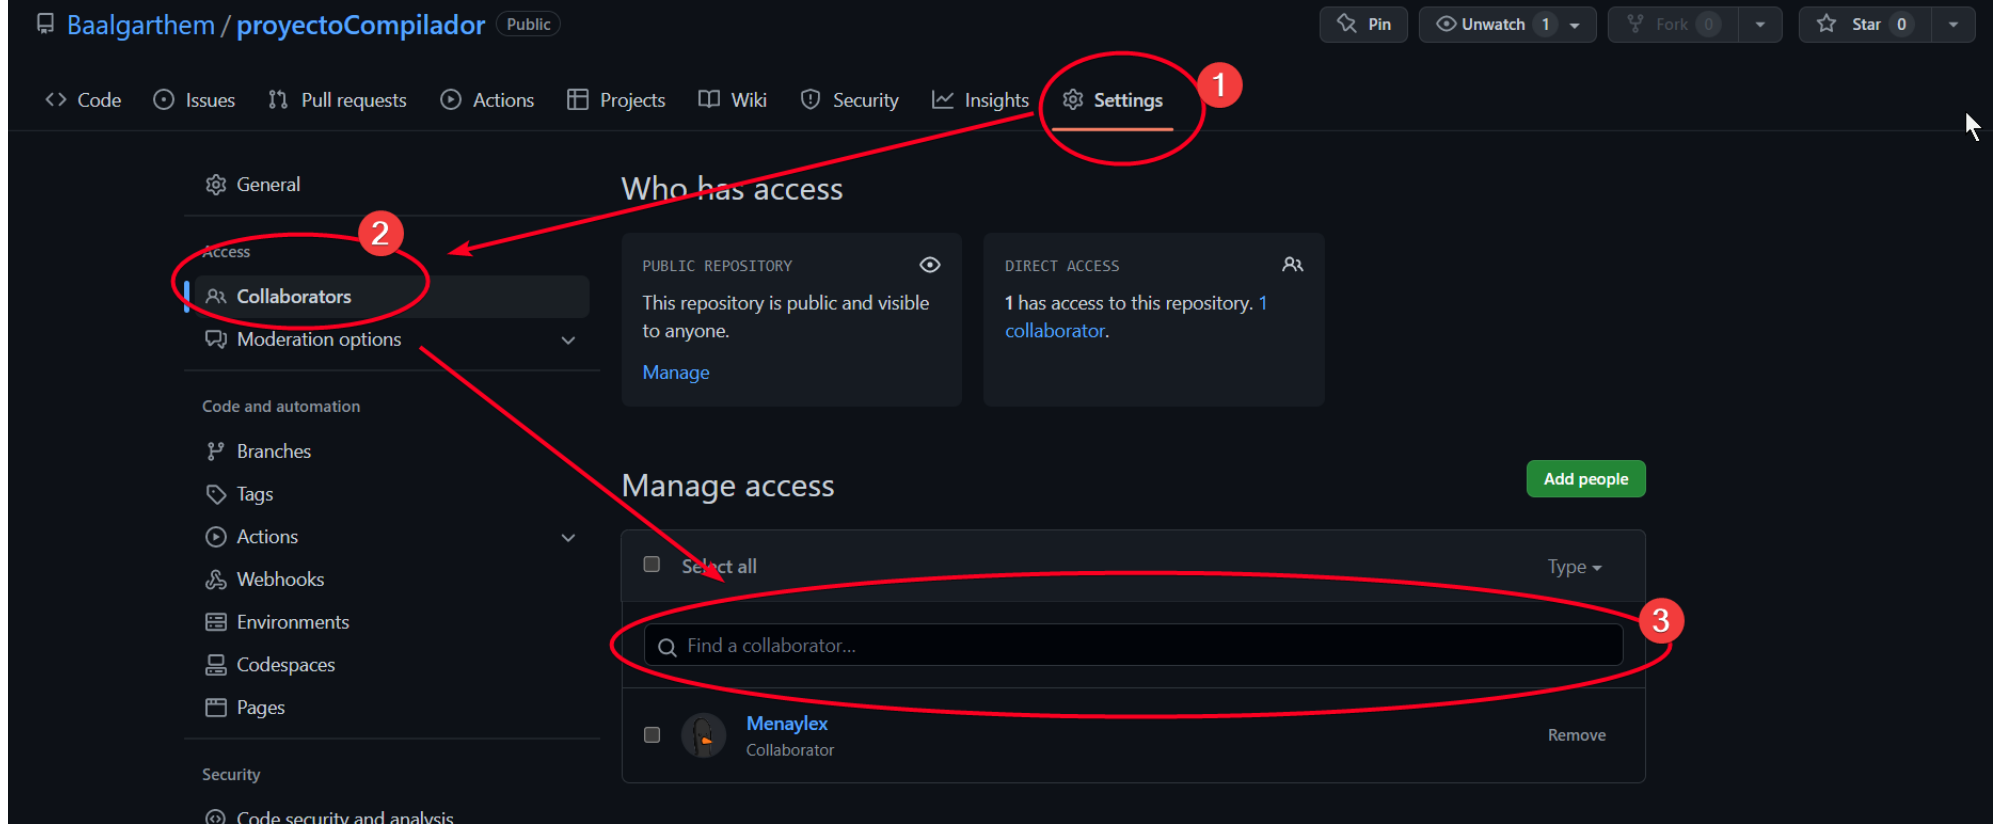 Baalgarthem / proyectoCompilador Public
Pin
Unwatch 1
Fork 0
Star 0
Code
Issues
Pull requests
Actions
Projects
Wiki
Security
Insights
Settings
1
General
Access
2
Collaborators
Moderation options
Code and automation
Branches
Tags
Actions
Webhooks
Environments
Codespaces
Pages
Security
Code security and analysis
Who has access
PUBLIC REPOSITORY
This repository is public and visible
to anyone.
Manage
DIRECT ACCESS
1 has access to this repository. 1
collaborator.
Manage access
Add people
Select all
Type
Find a collaborator...
3
Menaylex
Collaborator
Remove